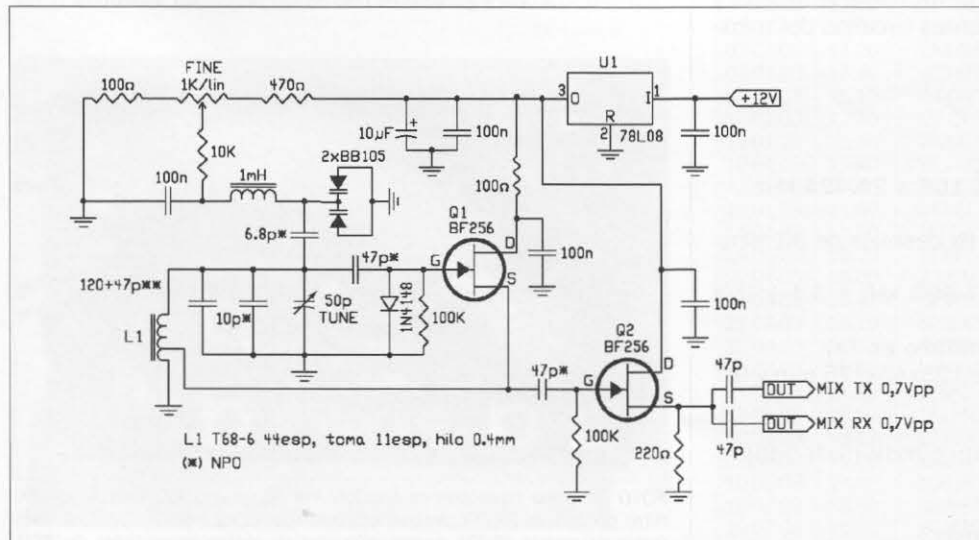 U1
FINE
100Ω
1K/lin
470Ω
3 O
I 1
+12V
R
2
78L08
10µF
+
100n
100n
10K
2xBB105
100Ω
100n
1mH
Q1
BF256
6.8p*
D
G
47p*
S
100n
120+47p**
10p*
50p
TUNE
1N4148
100K
100n
L1
Q2
BF256
D
47p*
G
47p
S
OUT
MIX TX 0,7Vpp
OUT
MIX RX 0,7Vpp
47p
100K
220Ω
L1 T68-6 44esp, toma 11esp, hilo 0.4mm
(*) NPO